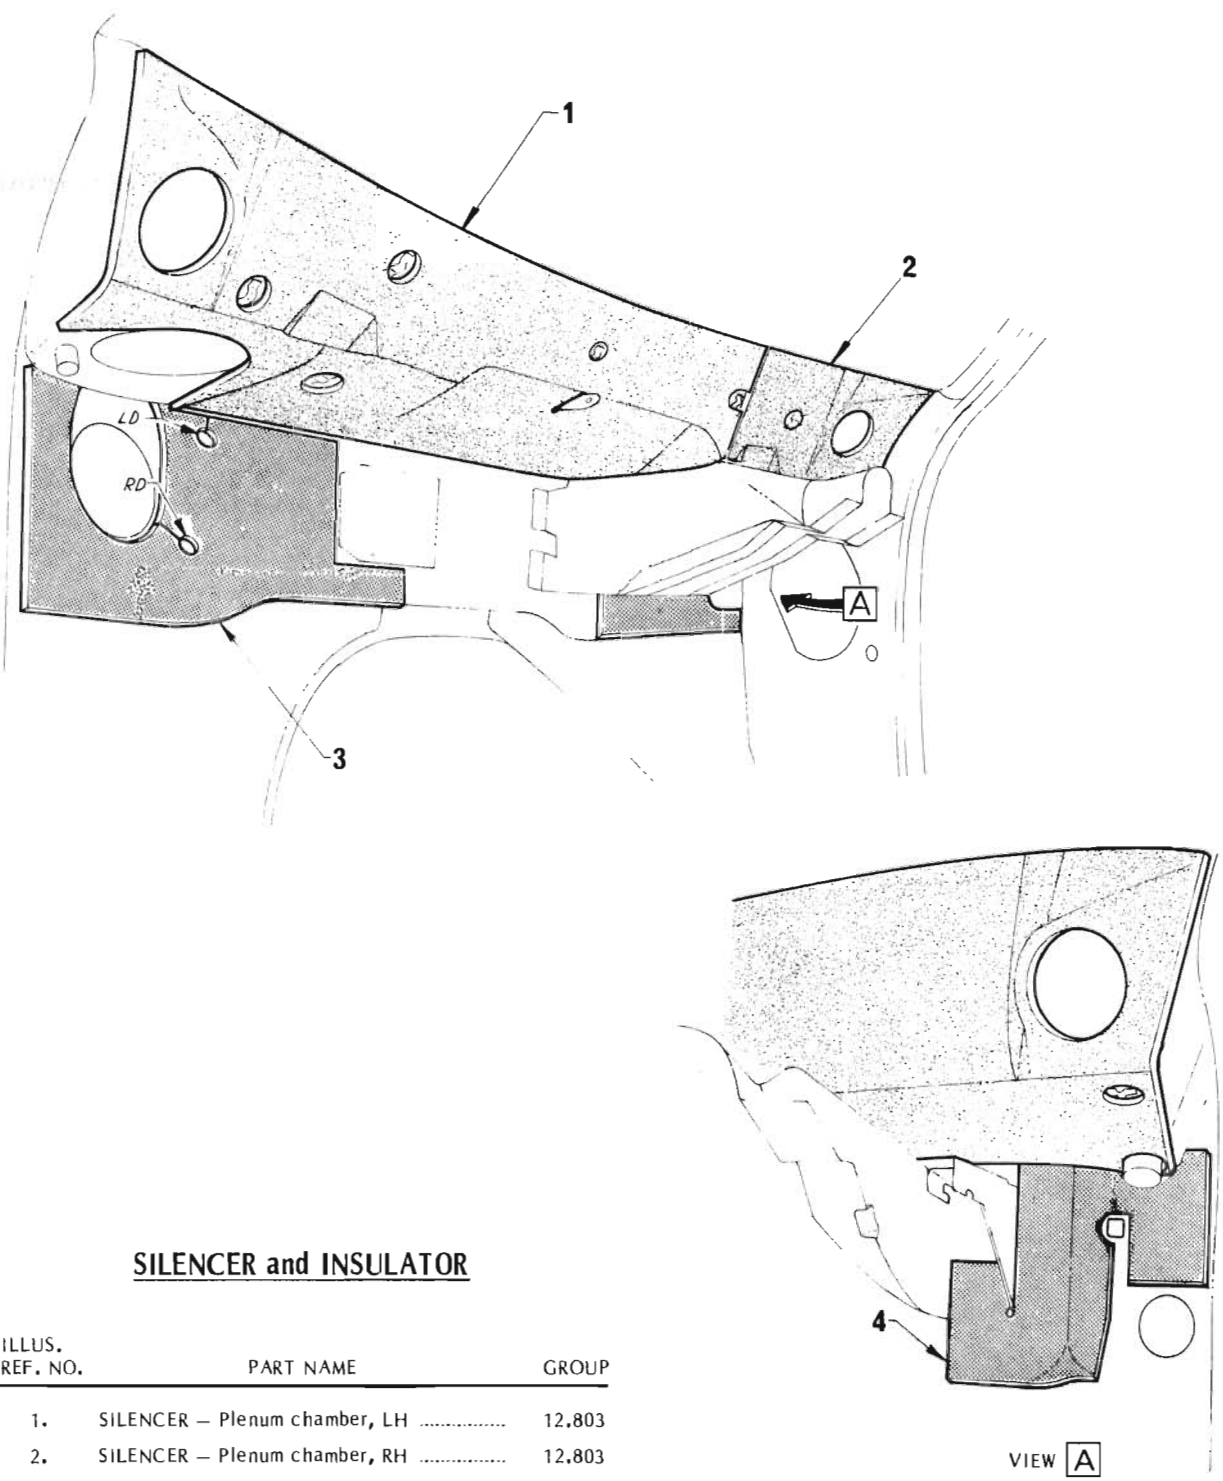 1
2
LD
RD
A
3
4
SILENCER and INSULATOR
ILLUS.
REF. NO. PART NAME GROUP
1. SILENCER — Plenum chamber, LH ............... 12.803
2. SILENCER — Plenum chamber, RH ............... 12.803
VIEW A